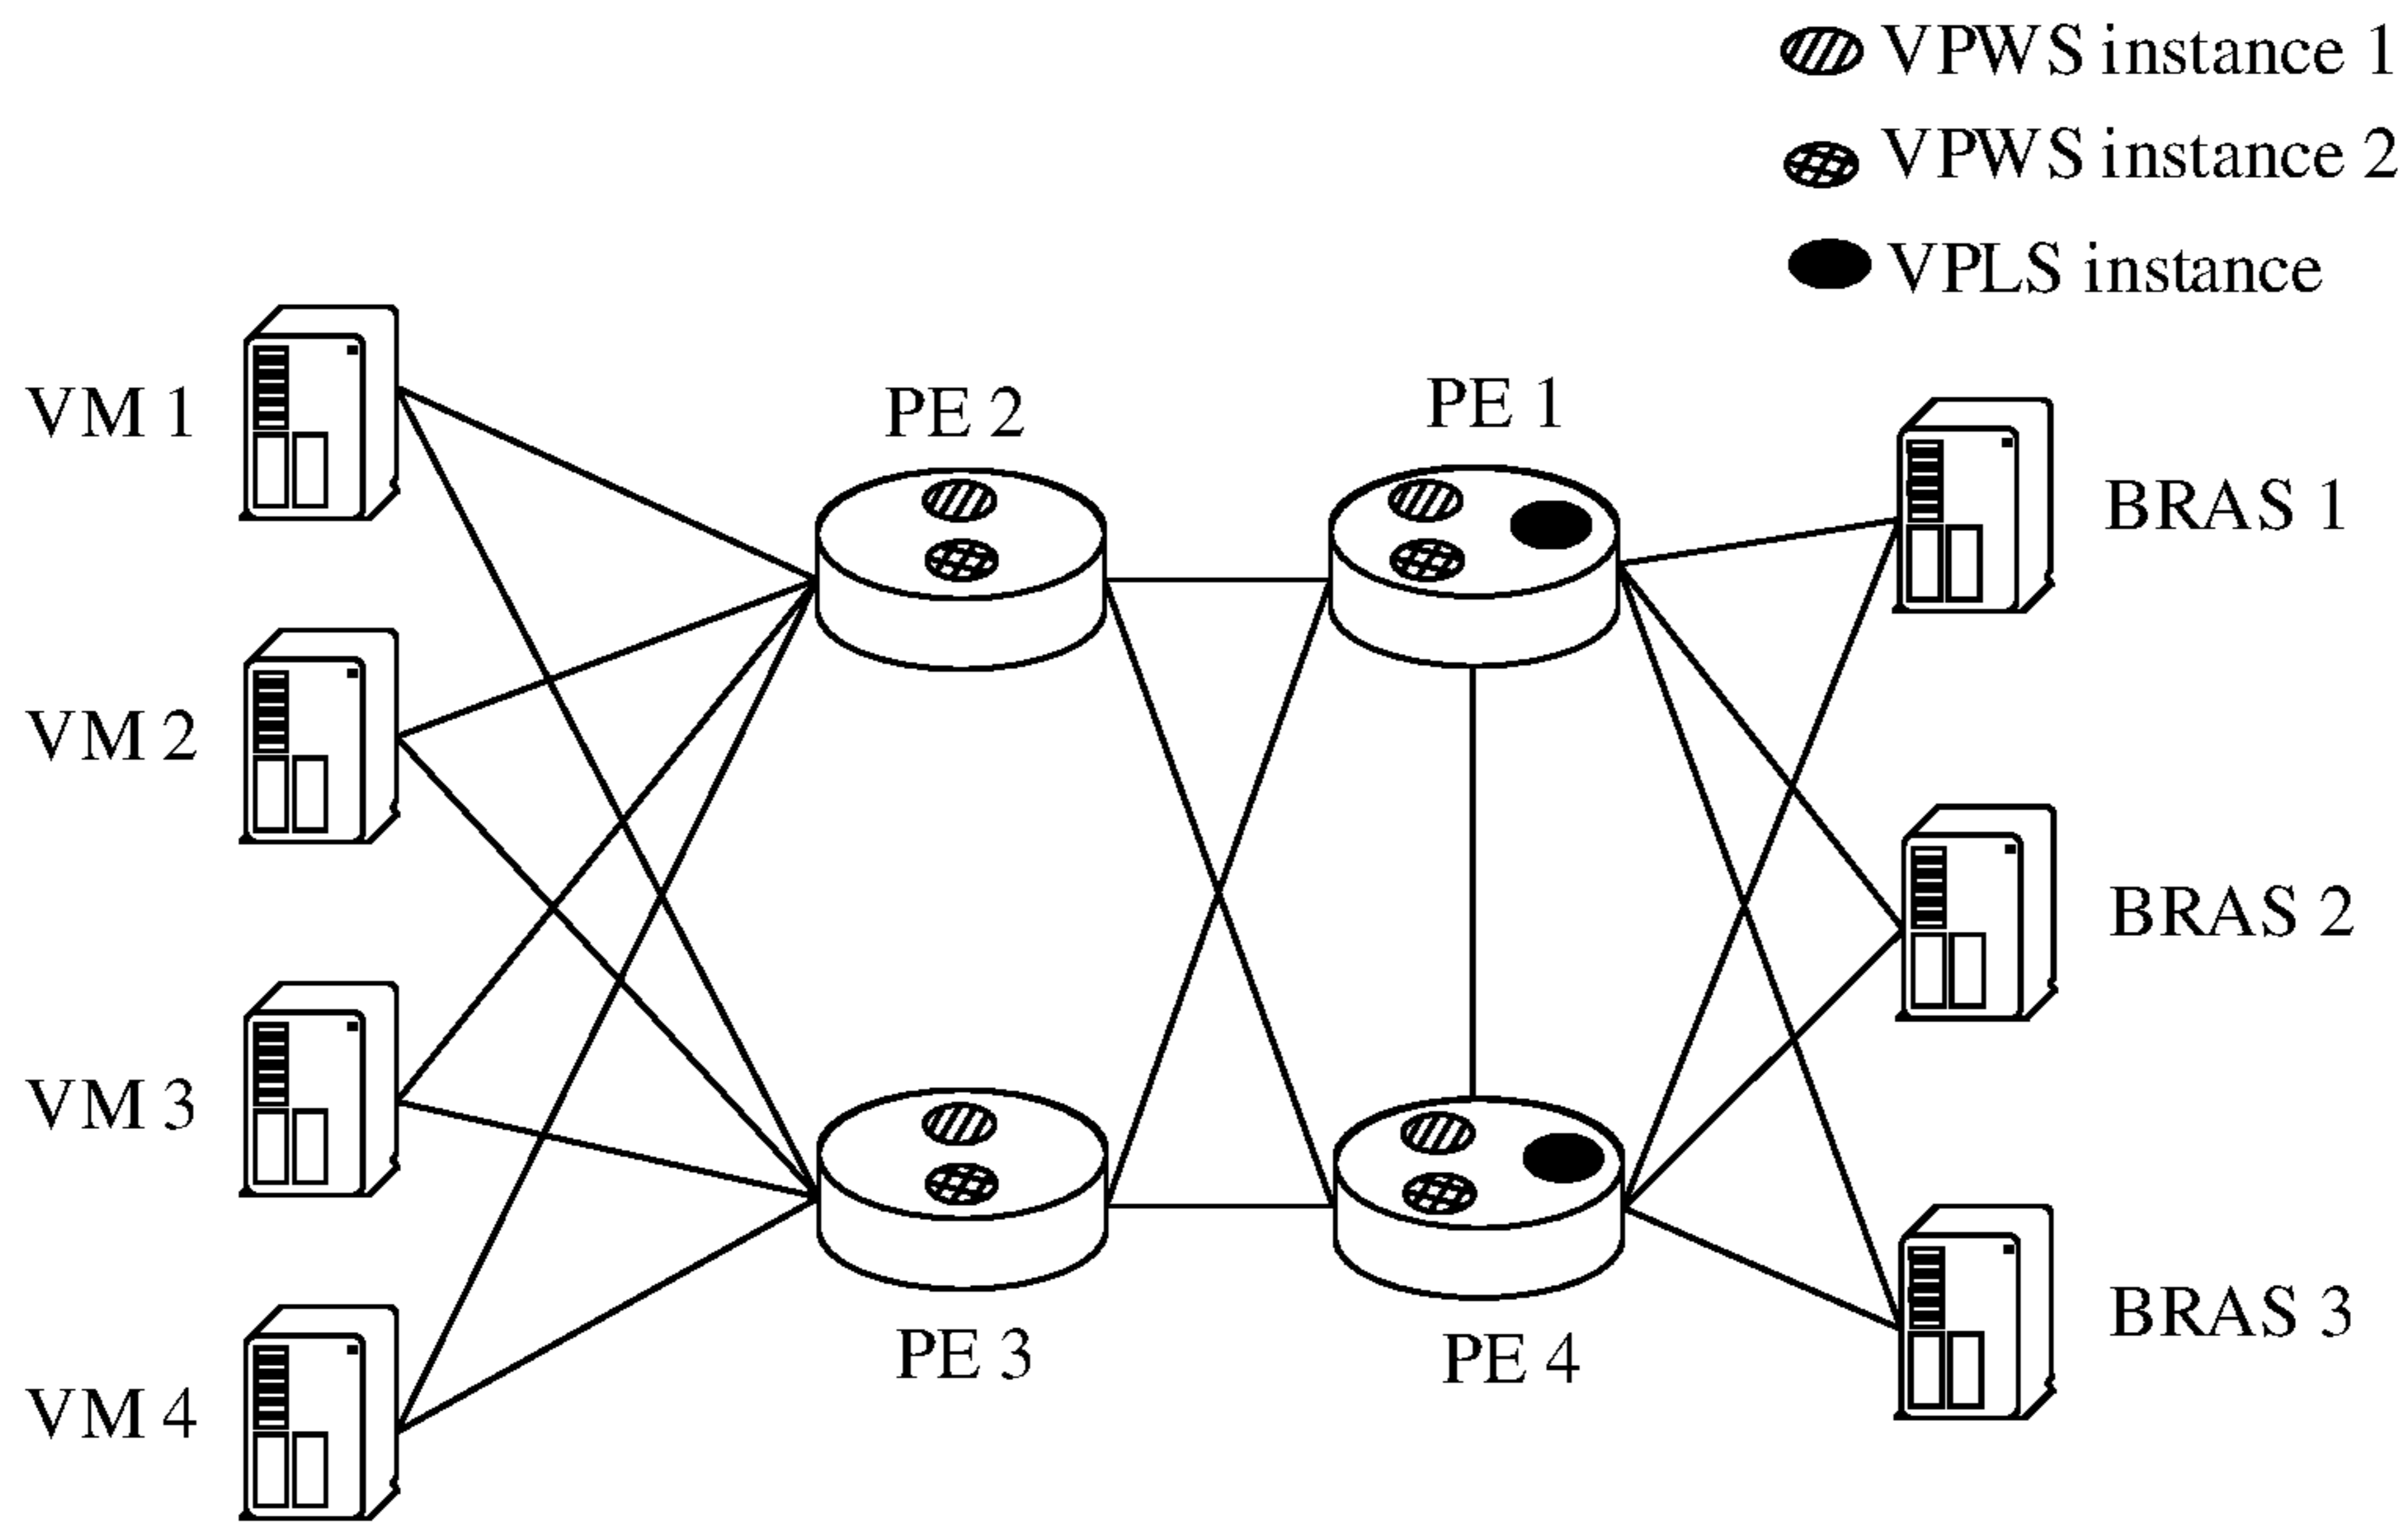 VPWS instance 1
VPWS instance 2
VPLS instance
VM 1
PE 2
PE 1
BRAS 1
VM 2
BRAS 2
VM 3
BRAS 3
PE 3
PE 4
VM 4